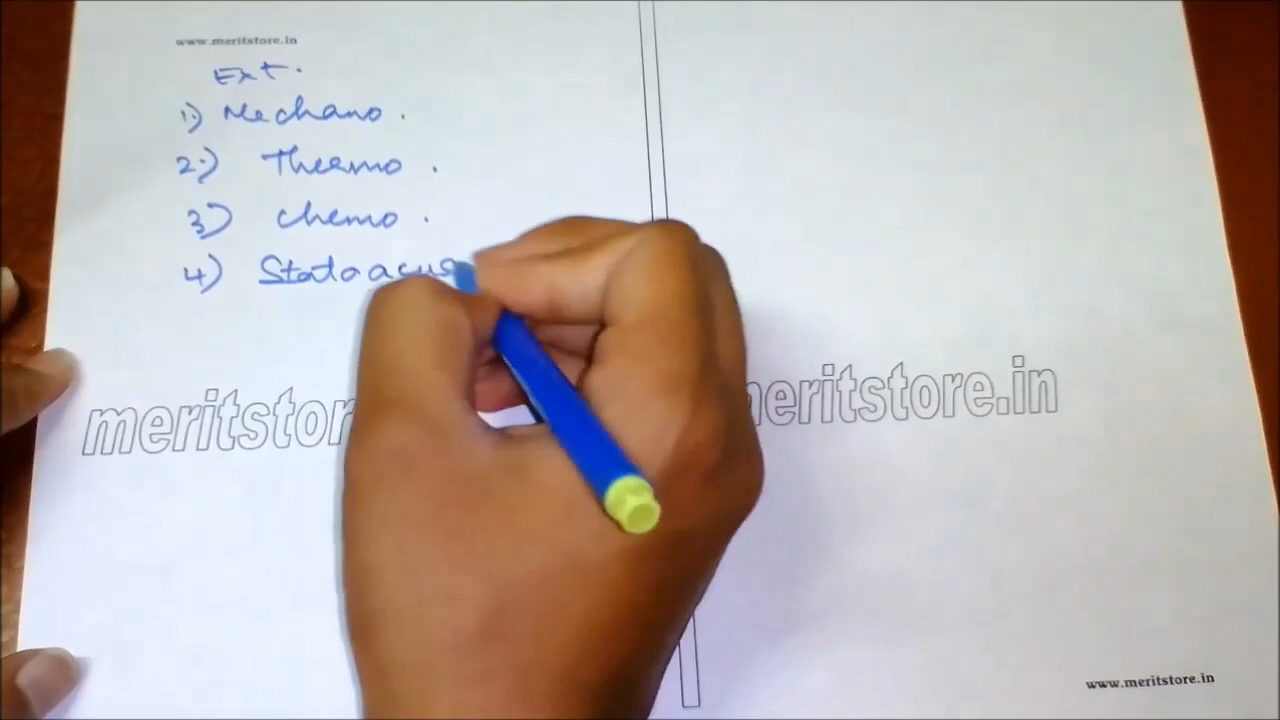 www.meritstore.in
Ext.
1.) Mechano.
2.) Thermo.
3) chemo.
4) Statoacus
meritstor
meritstore.in
www.meritstore.in